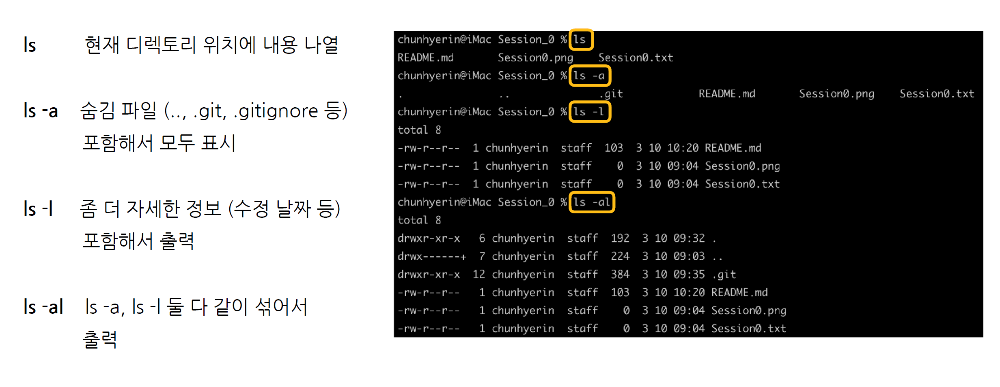 ls 현재 디렉토리 위치에 내용 나열
ls -a 숨김 파일 (.., .git, .gitignore 등)
포함해서 모두 표시
ls -l 좀 더 자세한 정보 (수정 날짜 등)
포함해서 출력
ls -al ls -a, ls -l 둘 다 같이 섞어서
출력
chunhyerin@iMac Session_0 % ls
README.md Session0.png Session0.txt
chunhyerin@iMac Session_0 % ls -a
. .. .git README.md Session0.png Session0.txt
chunhyerin@iMac Session_0 % ls -l
total 8
-rw-r--r-- 1 chunhyerin staff 103 3 10 10:20 README.md
-rw-r--r-- 1 chunhyerin staff 0 3 10 09:04 Session0.png
-rw-r--r-- 1 chunhyerin staff 0 3 10 09:04 Session0.txt
chunhyerin@iMac Session_0 % ls -al
total 8
drwxr-xr-x 6 chunhyerin staff 192 3 10 09:32 .
drwx------+ 7 chunhyerin staff 224 3 10 09:03 ..
drwxr-xr-x 12 chunhyerin staff 384 3 10 09:35 .git
-rw-r--r-- 1 chunhyerin staff 103 3 10 10:20 README.md
-rw-r--r-- 1 chunhyerin staff 0 3 10 09:04 Session0.png
-rw-r--r-- 1 chunhyerin staff 0 3 10 09:04 Session0.txt